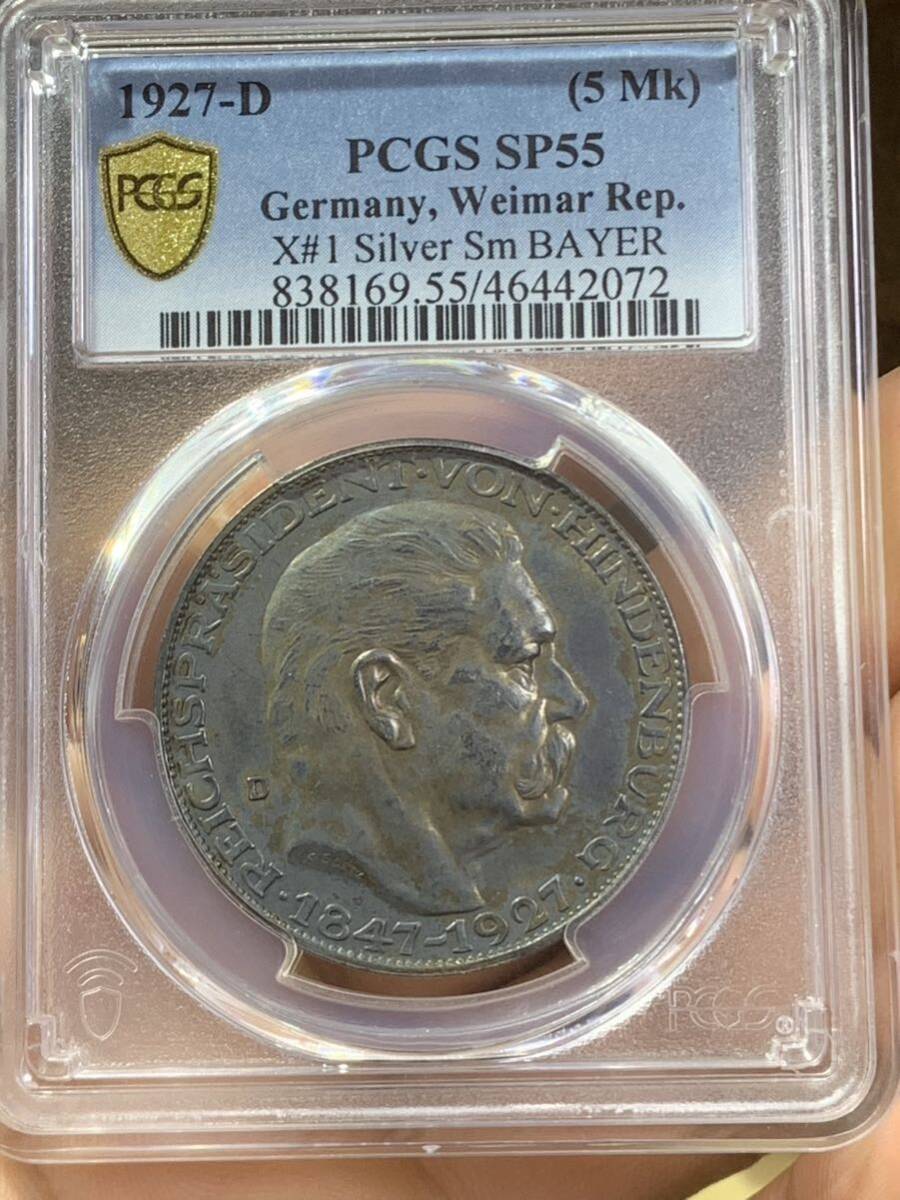 1927-D (5 Mk)
PCGS SP55
PCGS
Germany, Weimar Rep.
X#1 Silver Sm BAYER
838169.55/46442072
REICHSPRÄSIDENT·VON·HINDENBURG·
D
1847-1927
PCGS®